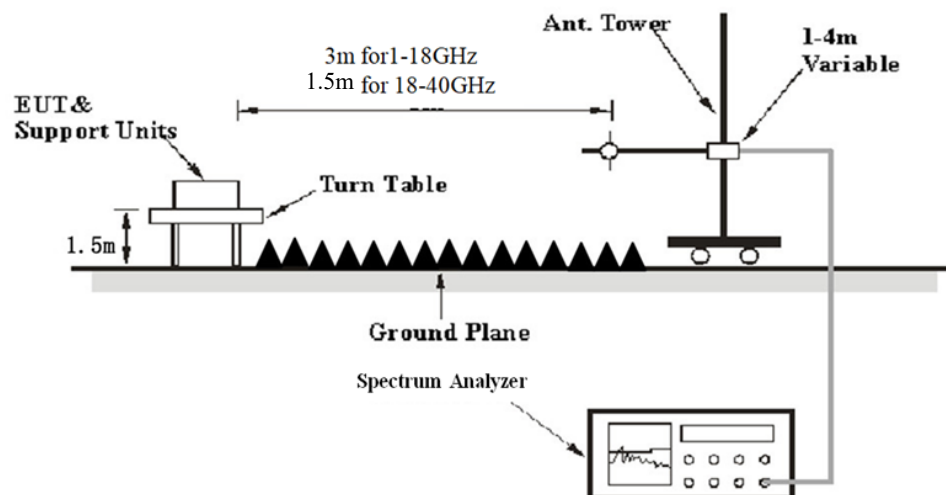 Ant. Tower
1-4m
Variable
3m for1-18GHz
1.5m for 18-40GHz
EUT&
Support Units
Turn Table
1.5m
Ground Plane
Spectrum Analyzer